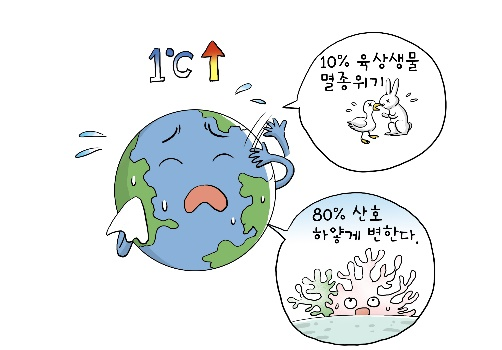 1℃
10% 육상생물
멸종위기
80% 산호
하얗게 변한다.